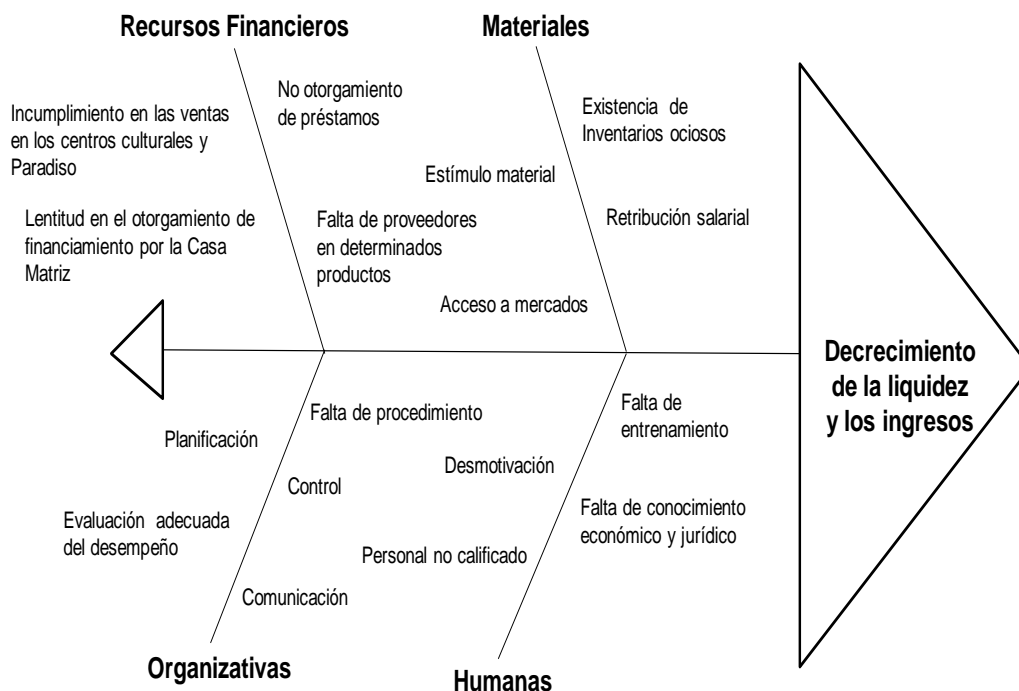 Recursos Financieros
Materiales
No otorgamiento
de préstamos
Incumplimiento en las ventas
en los centros culturales y
Paradiso
Existencia de
Inventarios ociosos
Estímulo material
Lentitud en el otorgamiento de
financiamiento por la Casa
Matriz
Falta de proveedores
en determinados
productos
Retribución salarial
Acceso a mercados
Decrecimiento
de la liquidez
y los ingresos
Planificación
Falta de procedimiento
Falta de
entrenamiento
Desmotivación
Control
Evaluación adecuada
del desempeño
Falta de conocimiento
económico y jurídico
Personal no calificado
Comunicación
Organizativas
Humanas